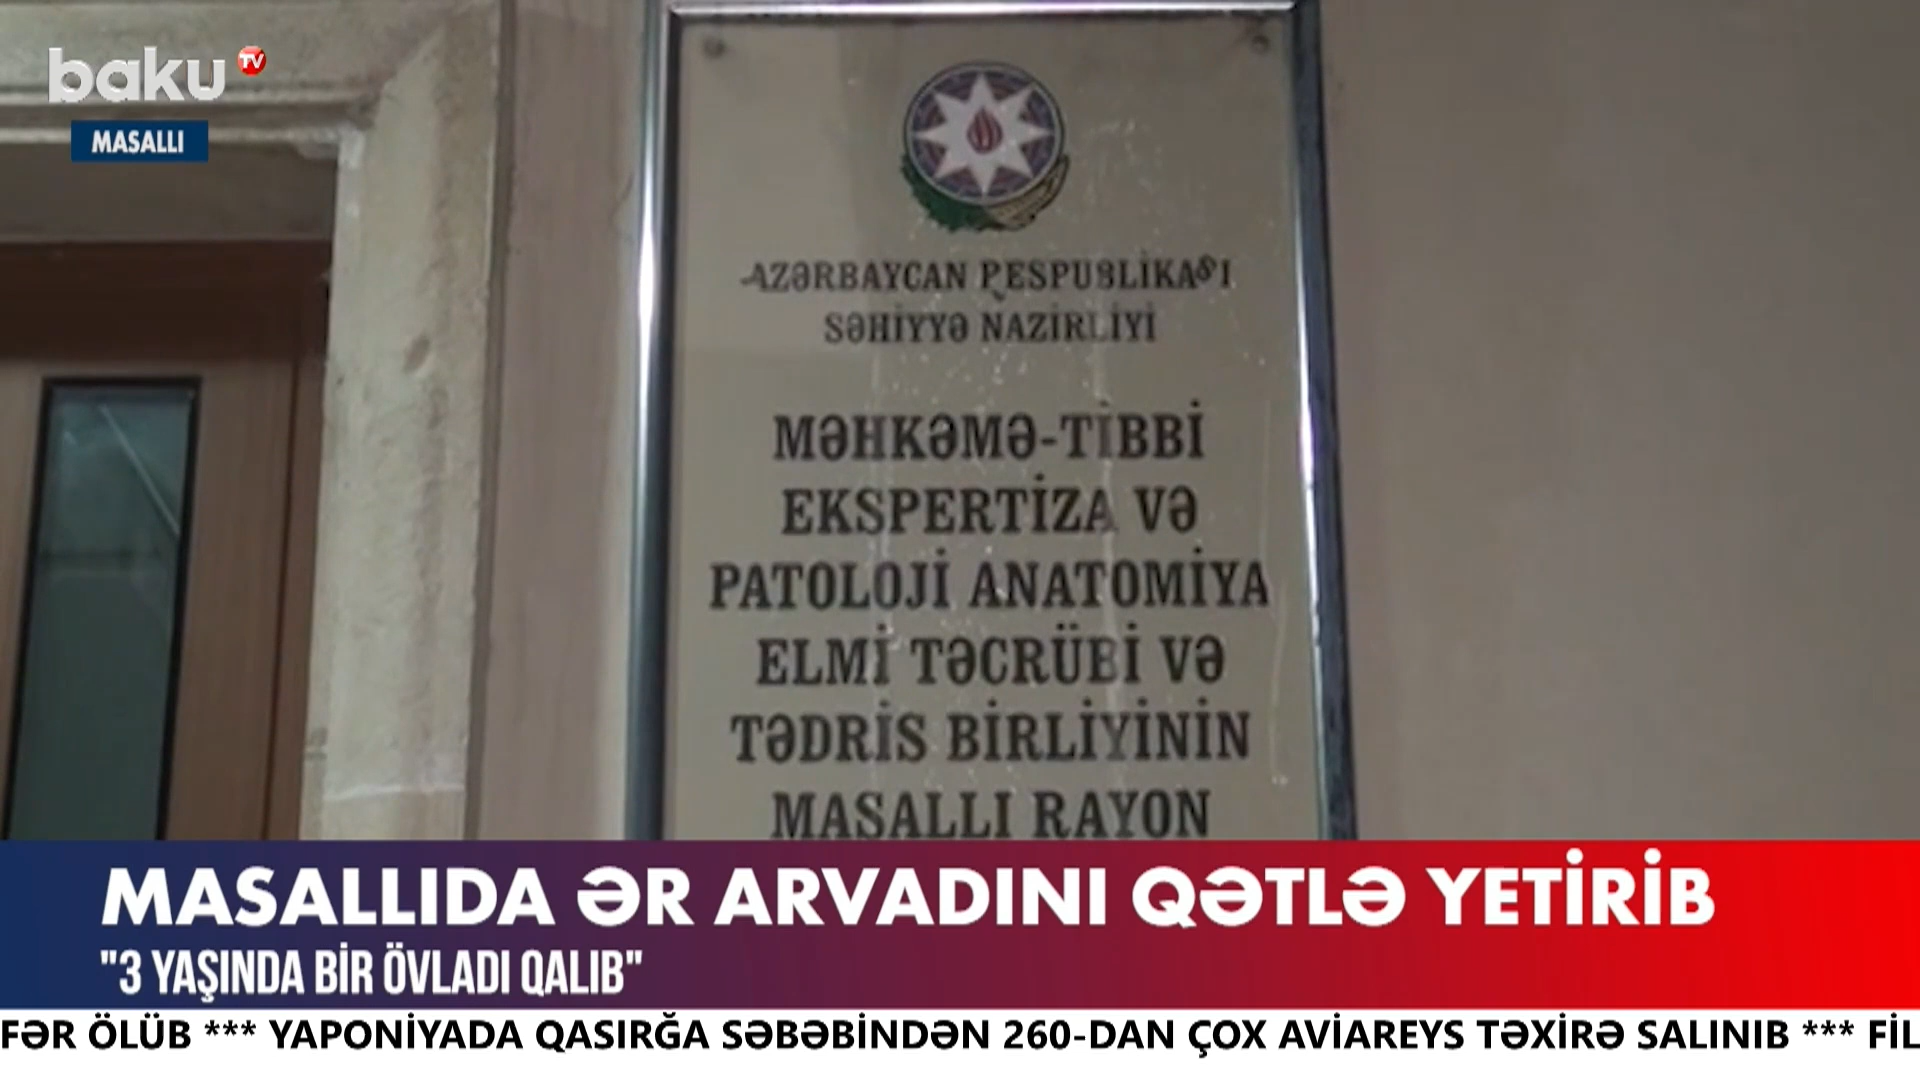 baku TV
MASALLI
AZƏRBAYCAN RESPUBLİKASI
SƏHİYYƏ NAZİRLİYİ
MƏHKƏMƏ-TİBBİ
EKSPERTİZA VƏ
PATOLOJİ ANATOMİYA
ELMİ TƏCRÜBİ VƏ
TƏDRİS BİRLİYİNİN
MASALLI RAYON
MASALLIDA ƏR ARVADINI QƏTLƏ YETİRİB
"3 YAŞINDA BİR ÖVLADI QALIB"
FƏR ÖLÜB *** YAPONİYADA QASIRĞA SƏBƏBİNDƏN 260-DAN ÇOX AVİAREYS TƏXİRƏ SALINIB *** FİL